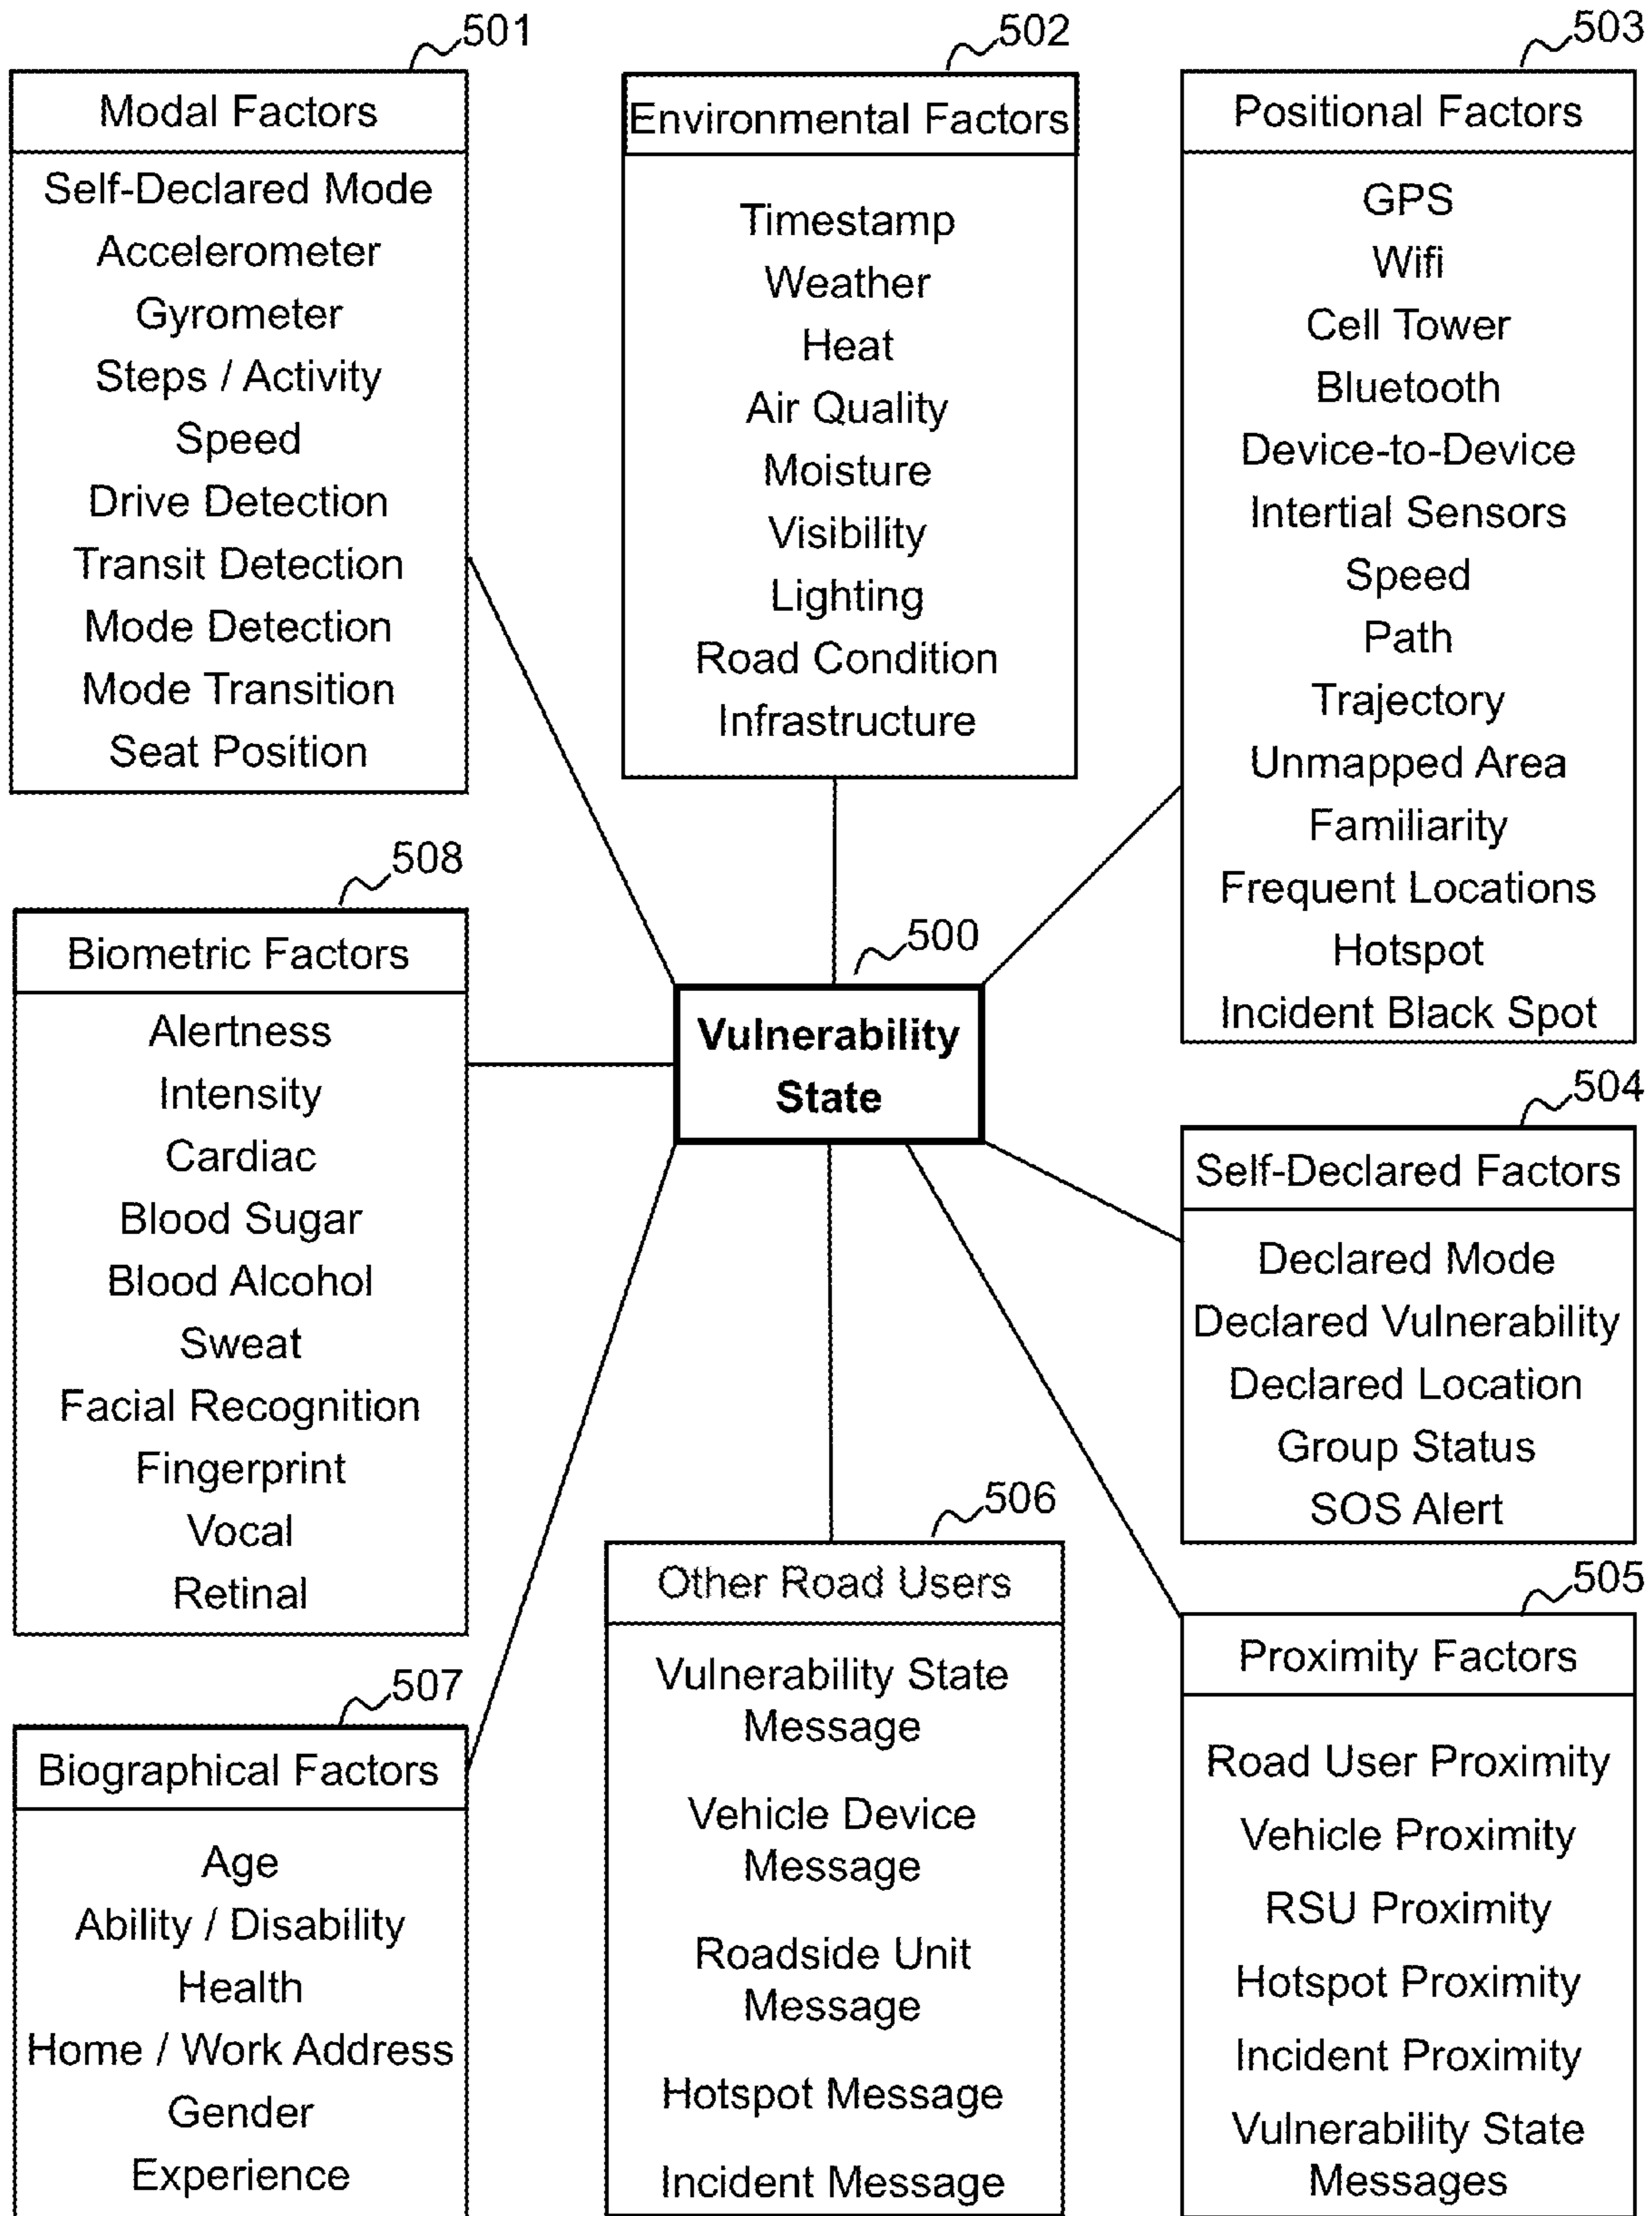 501
Modal Factors
Self-Declared Mode
Accelerometer
Gyrometer
Steps / Activity
Speed
Drive Detection
Transit Detection
Mode Detection
Mode Transition
Seat Position
502
Environmental Factors
Timestamp
Weather
Heat
Air Quality
Moisture
Visibility
Lighting
Road Condition
Infrastructure
503
Positional Factors
GPS
Wifi
Cell Tower
Bluetooth
Device-to-Device
Intertial Sensors
Speed
Path
Trajectory
Unmapped Area
Familiarity
Frequent Locations
Hotspot
Incident Black Spot
508
Biometric Factors
Alertness
Intensity
Cardiac
Blood Sugar
Blood Alcohol
Sweat
Facial Recognition
Fingerprint
Vocal
Retinal
500
Vulnerability
State
504
Self-Declared Factors
Declared Mode
Declared Vulnerability
Declared Location
Group Status
SOS Alert
507
Biographical Factors
Age
Ability / Disability
Health
Home / Work Address
Gender
Experience
506
Other Road Users
Vulnerability State
Message
Vehicle Device
Message
Roadside Unit
Message
Hotspot Message
Incident Message
505
Proximity Factors
Road User Proximity
Vehicle Proximity
RSU Proximity
Hotspot Proximity
Incident Proximity
Vulnerability State
Messages